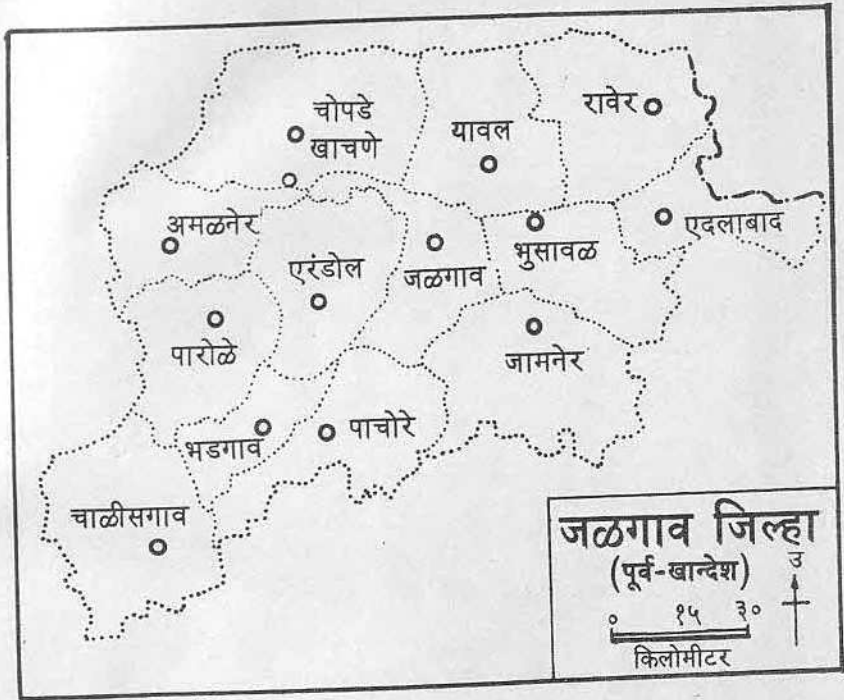 चोपडे
खाचणे
यावल
रावेर
अमळनेर
एरंडोल
जळगाव
भुसावळ
एदलाबाद
पारोळे
जामनेर
भडगाव
पाचोरे
चाळीसगाव
जळगाव जिल्हा
(पूर्व-खान्देश)
उ
० १५ ३०
किलोमीटर